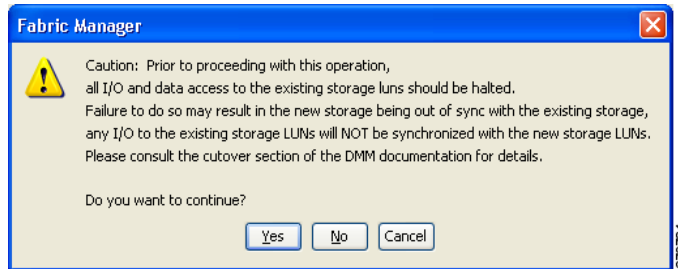 Fabric Manager
Caution: Prior to proceeding with this operation,
all I/O and data access to the existing storage luns should be halted.
Failure to do so may result in the new storage being out of sync with the existing storage,
any I/O to the existing storage LUNs will NOT be synchronized with the new storage LUNs.
Please consult the cutover section of the DMM documentation for details.
Do you want to continue?
Yes No Cancel